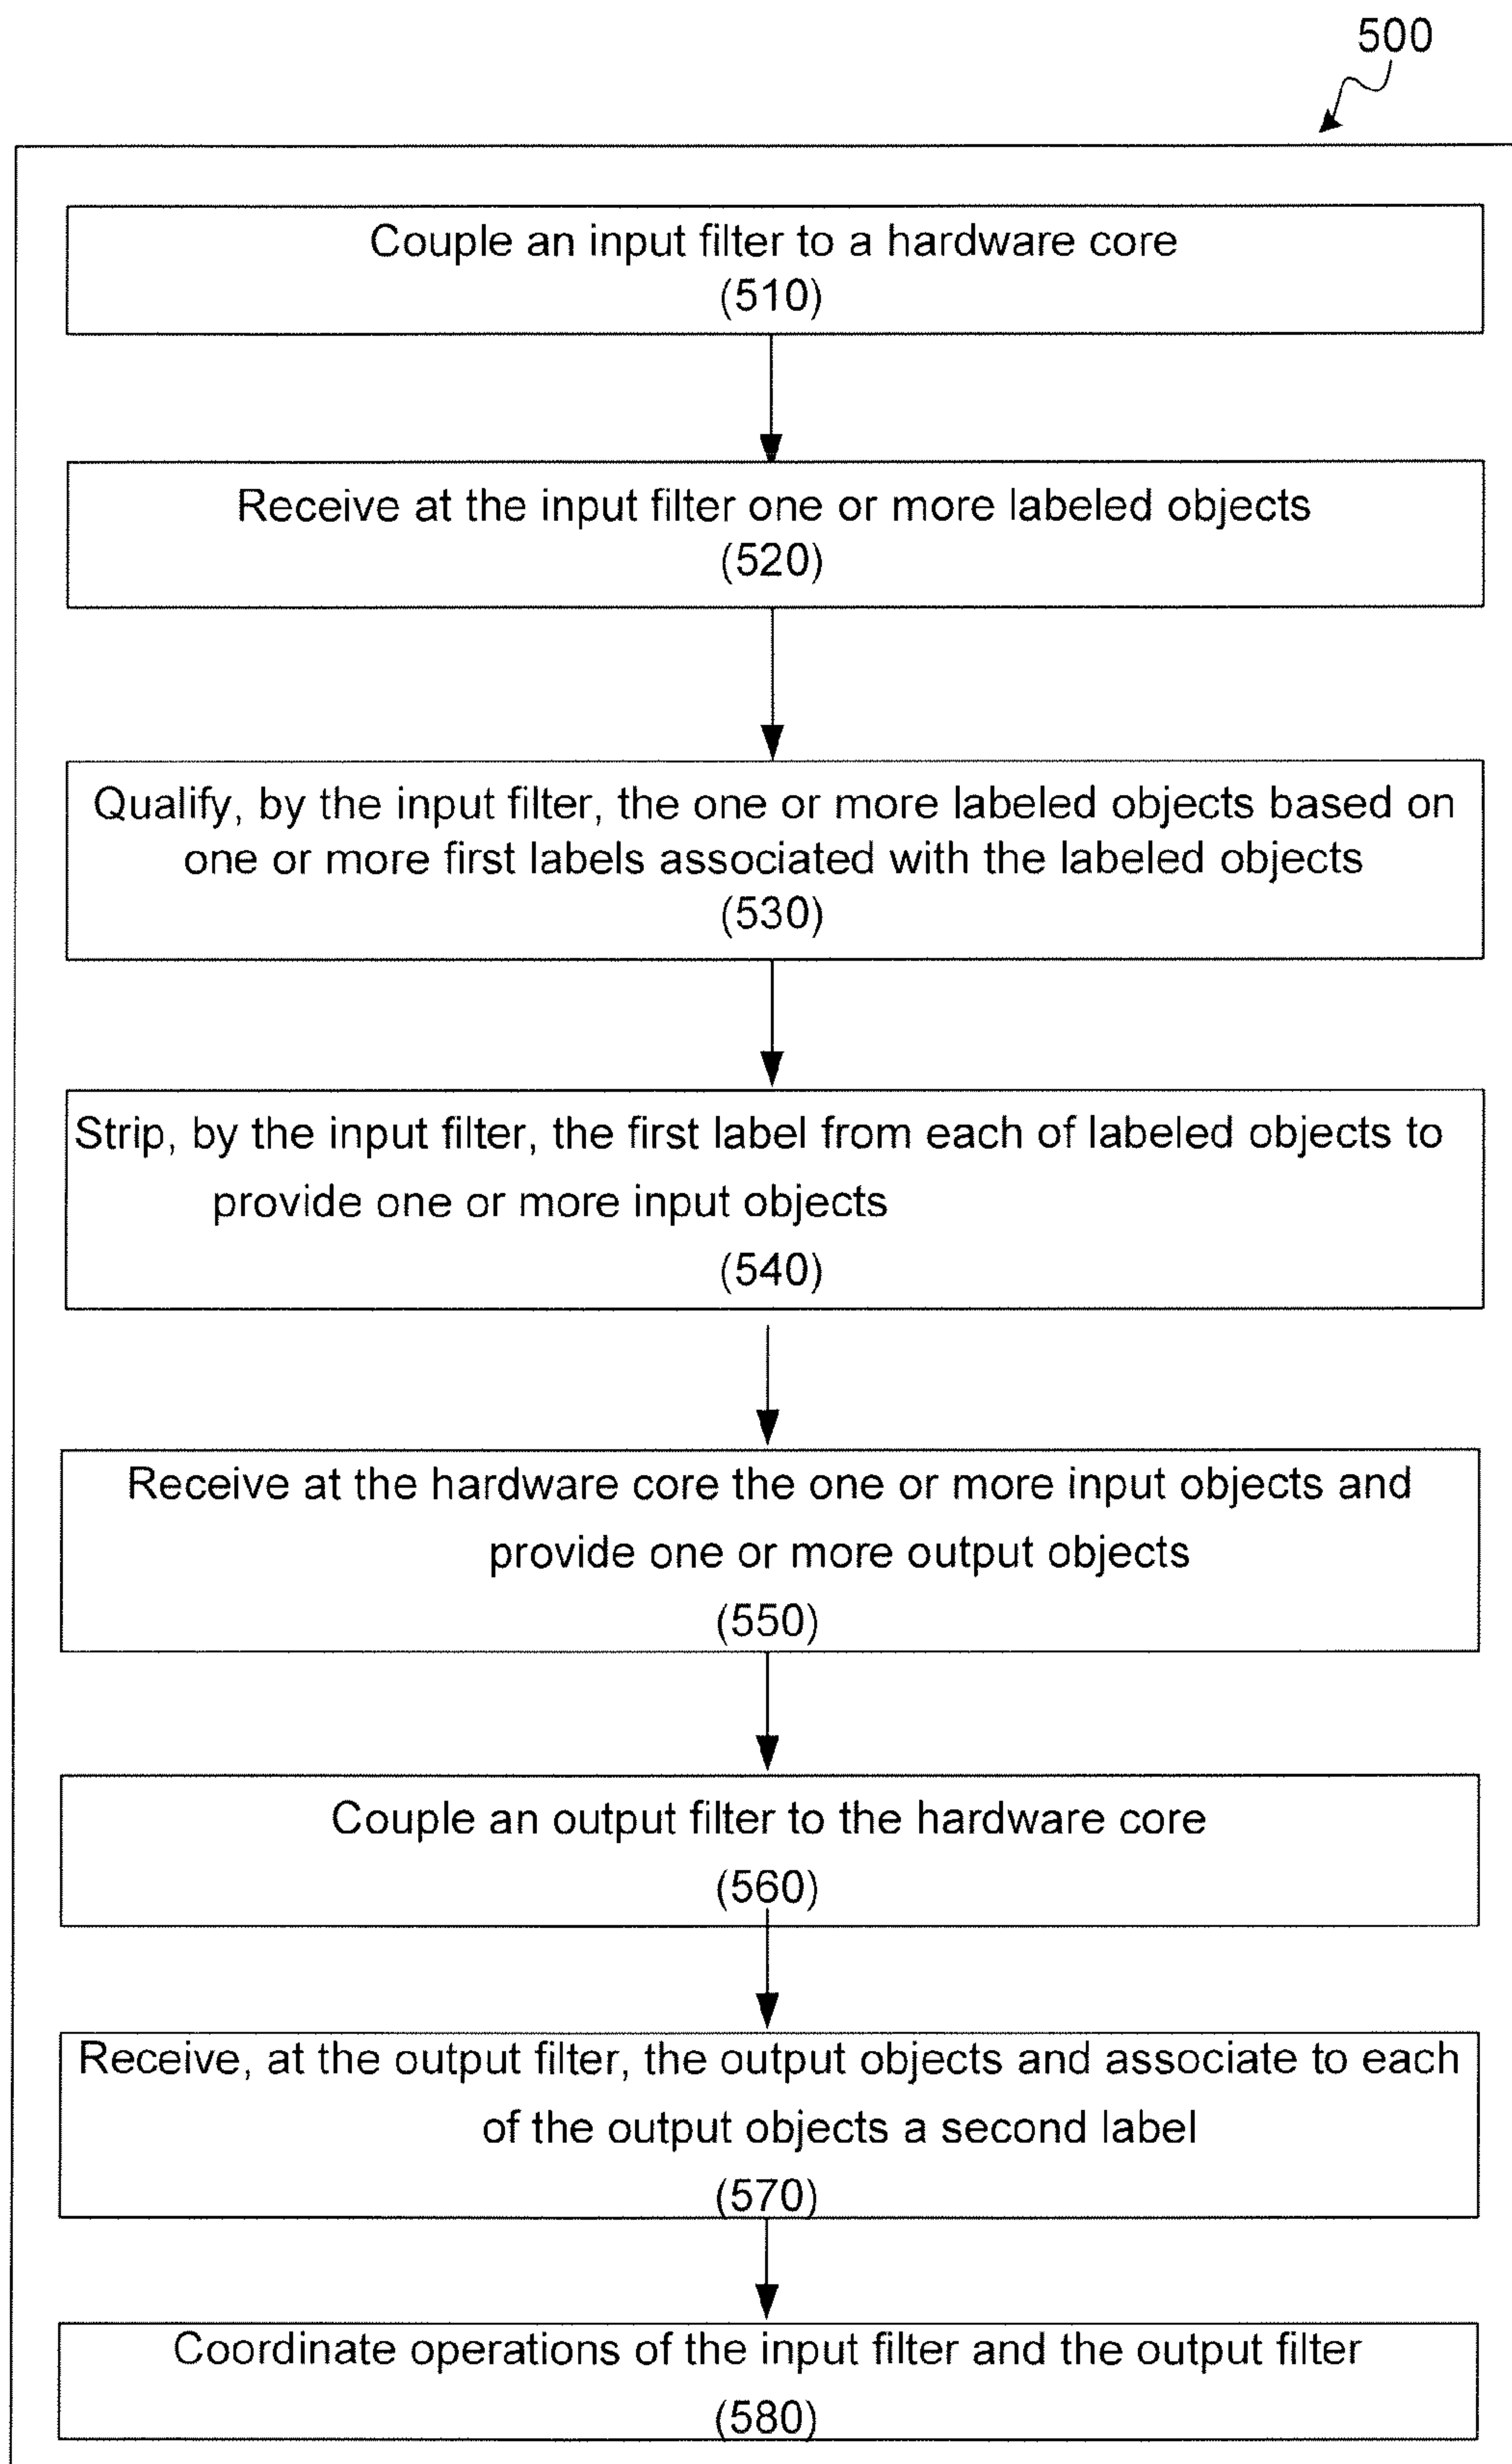 500
Couple an input filter to a hardware core
(510)
Receive at the input filter one or more labeled objects
(520)
Qualify, by the input filter, the one or more labeled objects based on
one or more first labels associated with the labeled objects
(530)
Strip, by the input filter, the first label from each of labeled objects to
provide one or more input objects
(540)
Receive at the hardware core the one or more input objects and
provide one or more output objects
(550)
Couple an output filter to the hardware core
(560)
Receive, at the output filter, the output objects and associate to each
of the output objects a second label
(570)
Coordinate operations of the input filter and the output filter
(580)